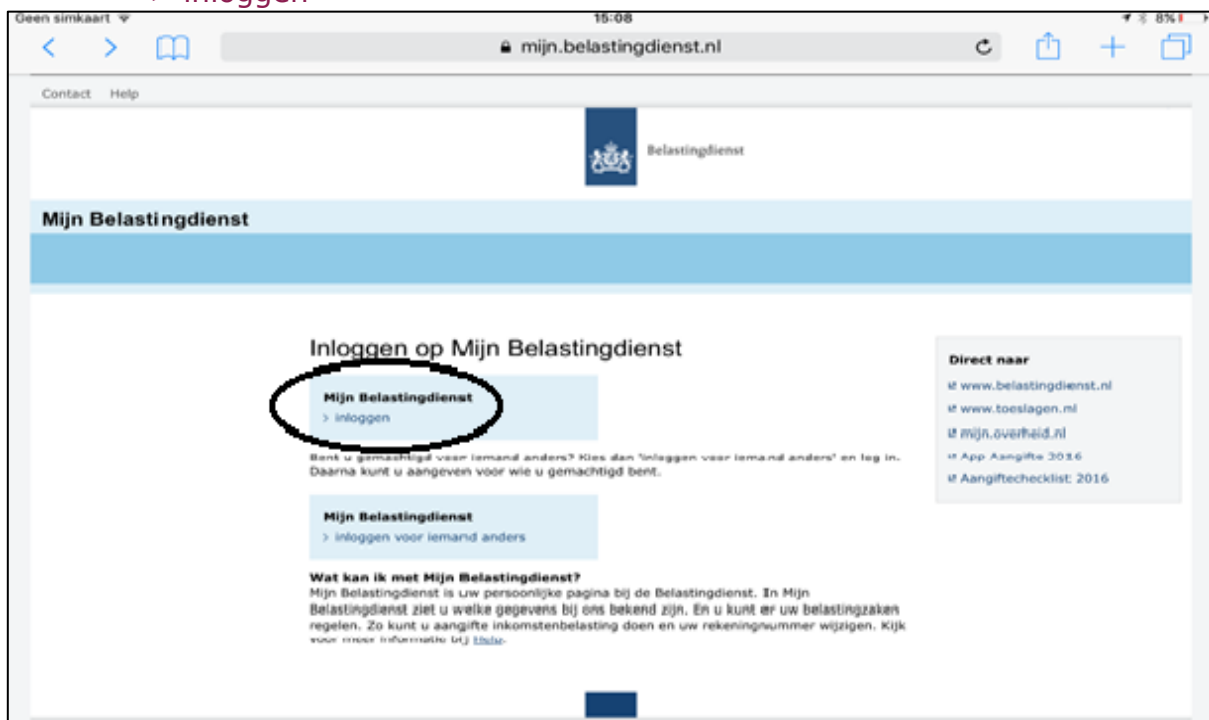 > inloggen
Geen simkaart 15:08 8%
mijn.belastingdienst.nl
Contact Help
Belastingdienst
Mijn Belastingdienst
Inloggen op Mijn Belastingdienst
Mijn Belastingdienst
> inloggen
Bent u gemachtigd voor iemand anders? Kies dan 'inloggen voor iemand anders' en log in.
Daarna kunt u aangeven voor wie u gemachtigd bent.
Mijn Belastingdienst
> inloggen voor iemand anders
Wat kan ik met Mijn Belastingdienst?
Mijn Belastingdienst is uw persoonlijke pagina bij de Belastingdienst. In Mijn
Belastingdienst ziet u welke gegevens bij ons bekend zijn. En u kunt er uw belastingzaken
regelen. Zo kunt u aangifte inkomstenbelasting doen en uw rekeningnummer wijzigen. Kijk
voor meer informatie bij Help.
Direct naar
www.belastingdienst.nl
www.toeslagen.nl
mijn.overheid.nl
App Aangifte 2016
Aangiftechecklist 2016